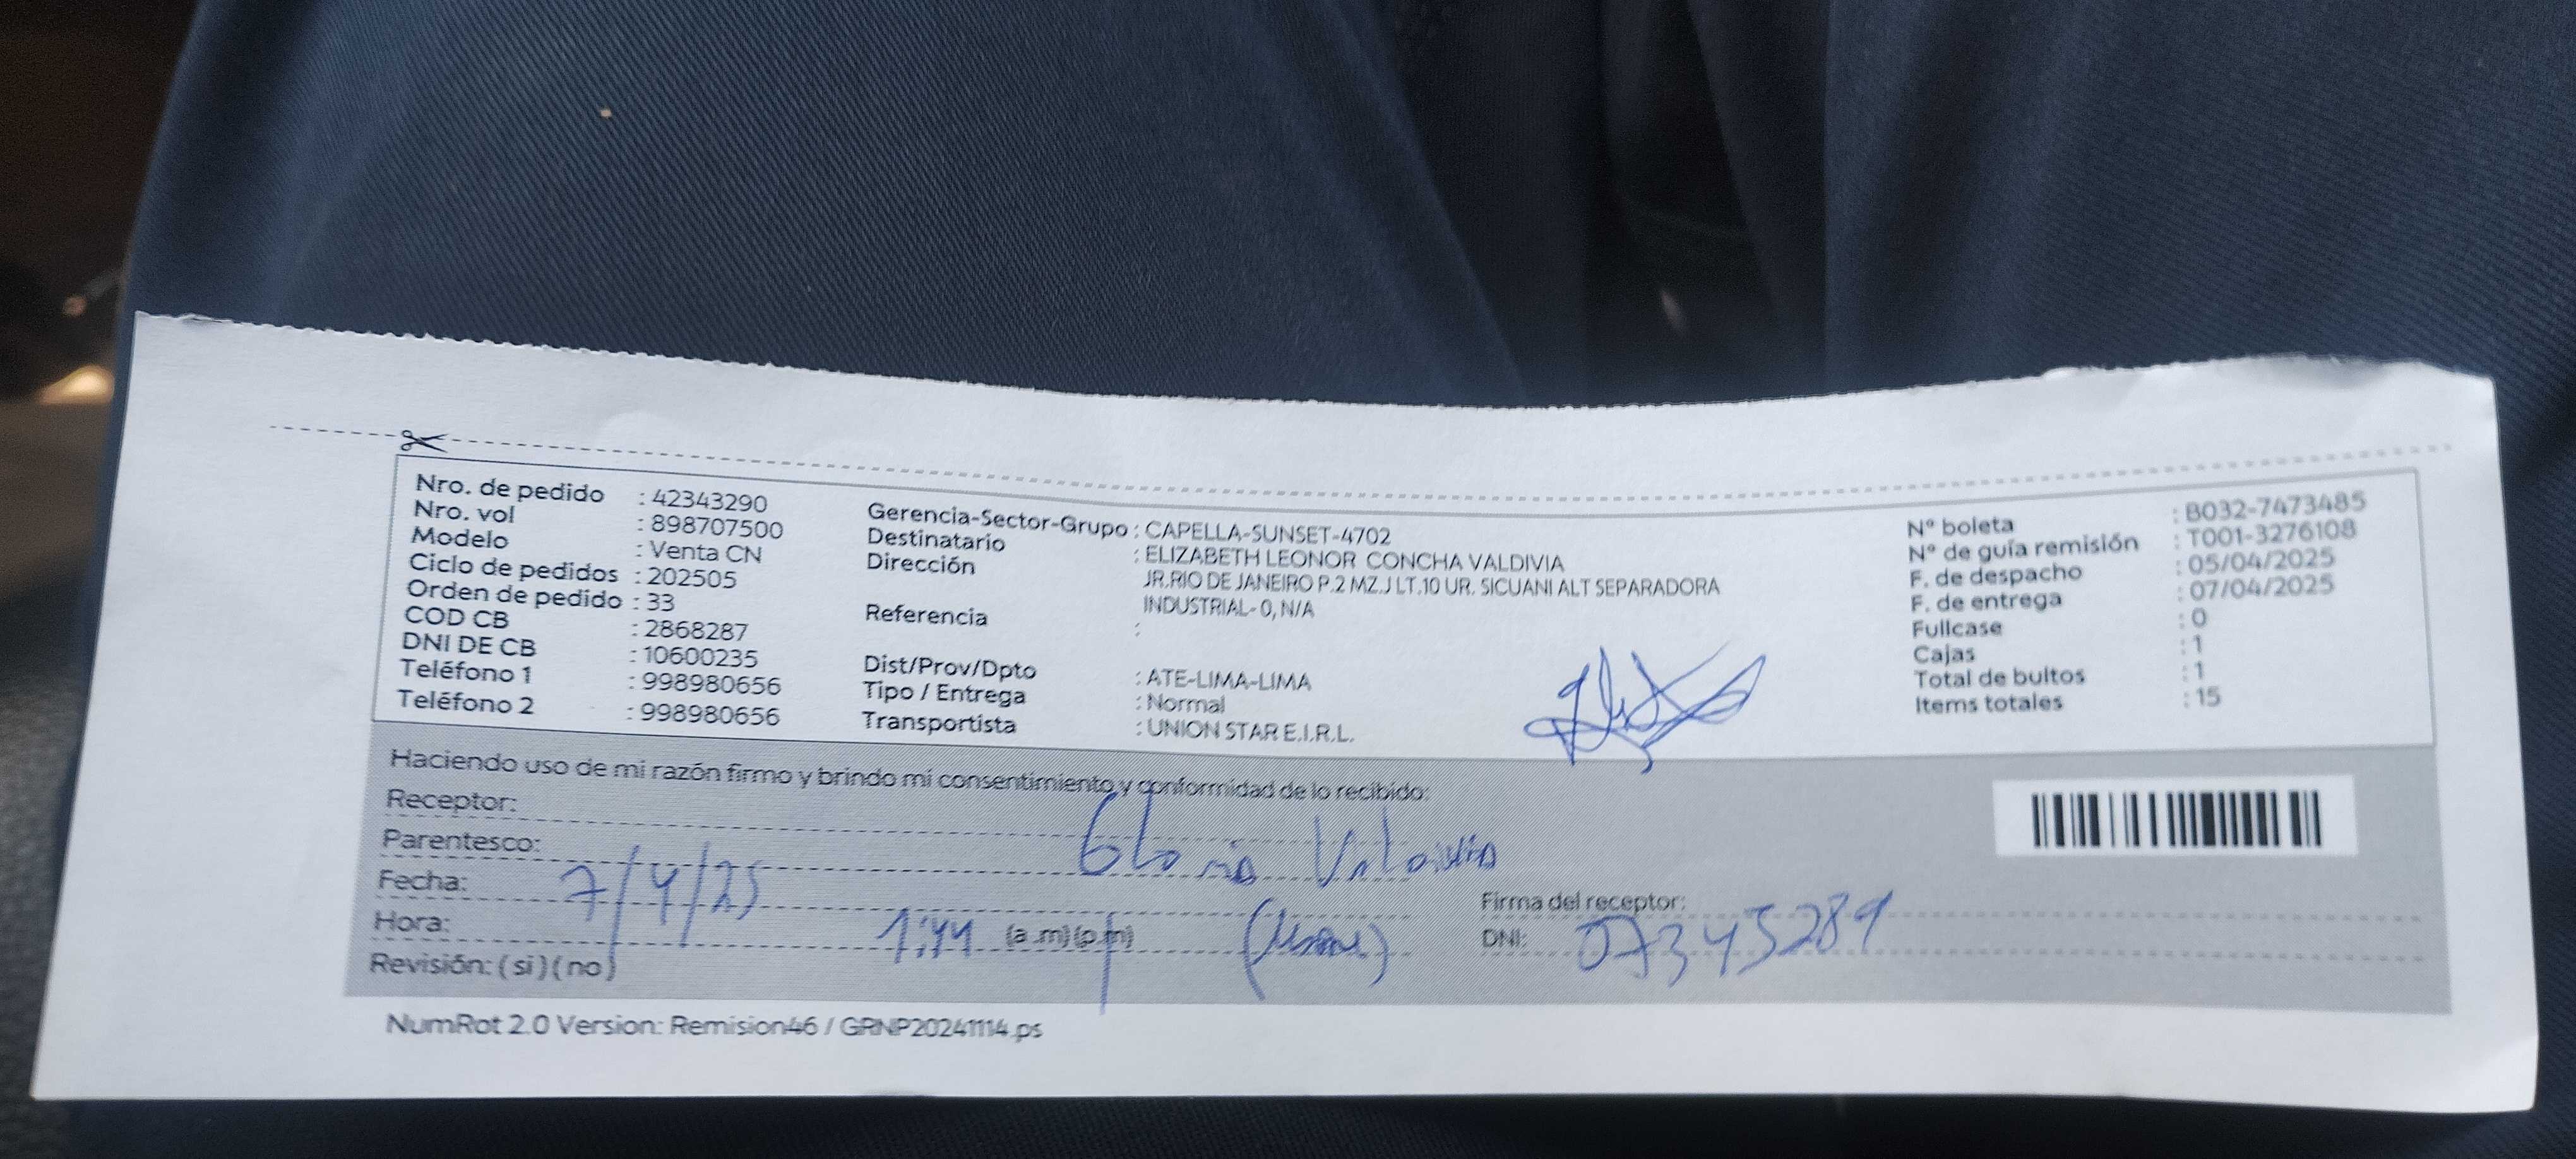 Nro. de pedido : 42343290
Nro. vol : 898707500
Modelo : Venta CN
Ciclo de pedidos : 202505
Orden de pedido : 33
COD CB : 2868287
DNI DE CB : 10600235
Teléfono 1 : 998980656
Teléfono 2 : 998980656
Gerencia-Sector-Grupo : CAPELLA-SUNSET-4702
Destinatario : ELIZABETH LEONOR CONCHA VALDIVIA
Dirección JR.RIO DE JANEIRO P.2 MZ.J LT.10 UR. SICUANI ALT SEPARADORA
INDUSTRIAL- 0, N/A
Referencia :
Dist/Prov/Dpto : ATE-LIMA-LIMA
Tipo / Entrega : Normal
Transportista : UNION STAR E.I.R.L.
N° boleta : B032-7473485
N° de guía remisión : T001-3276108
F. de despacho : 05/04/2025
F. de entrega : 07/04/2025
Fullcase : 0
Cajas : 1
Total de bultos : 1
Items totales : 15
Haciendo uso de mi razón firmo y brindo mi consentimiento y conformidad de lo recibido:
Receptor:
Parentesco: Gloria Valdivia
Fecha: 7/4/25
Hora: 1:44 (a.m)(p.m)
Revisión: (si)(no)
Firma del receptor:
DNI: 07345289
NumRot 2.0 Version: Remision46 / GRNP20241114.ps